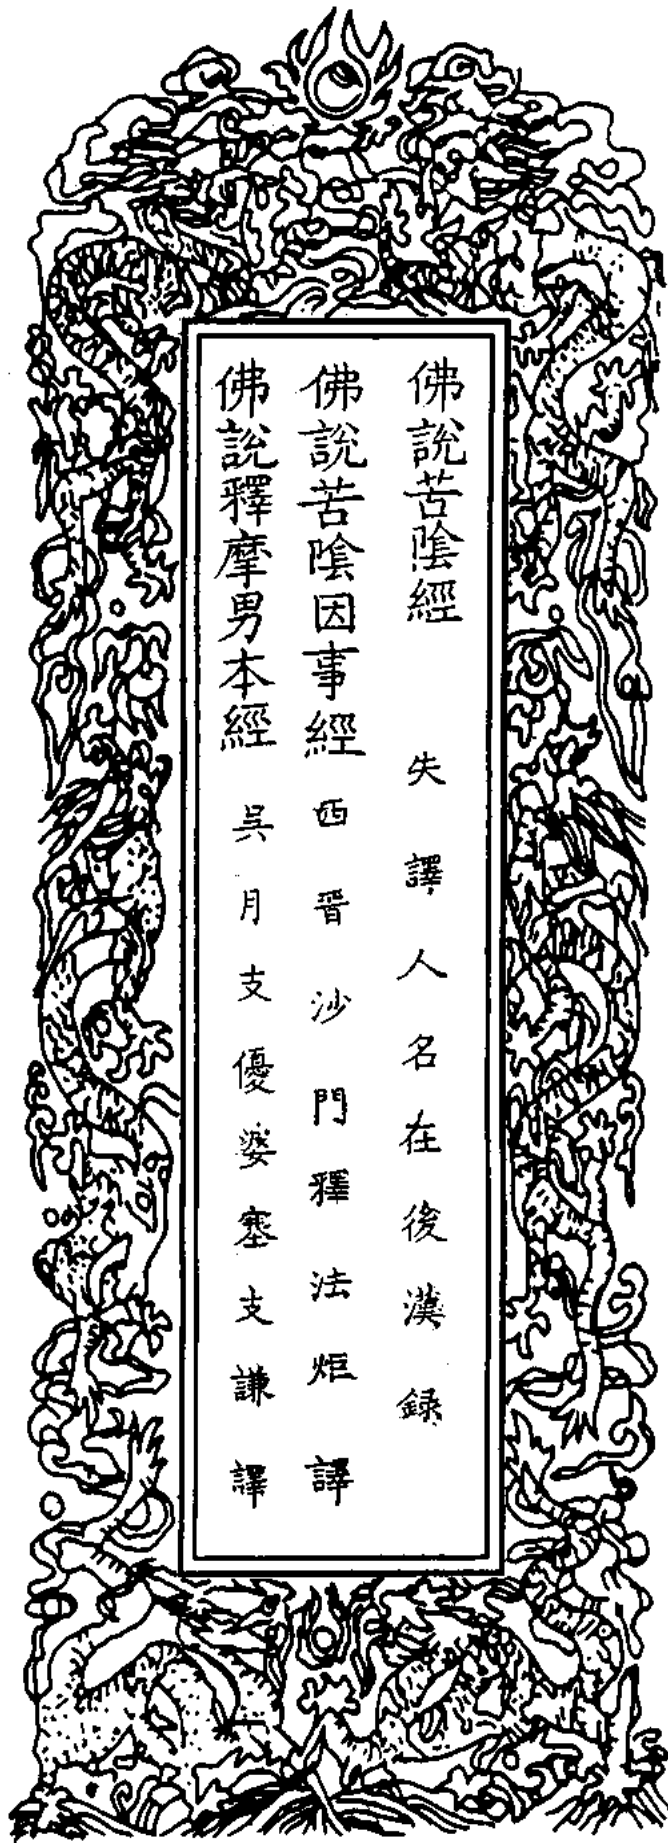 佛說苦陰經 失譯人名在後漢録
佛說苦陰因事經 西晉沙門釋法炬譯
佛說釋摩男本經 吳月支優婆塞支謙譯